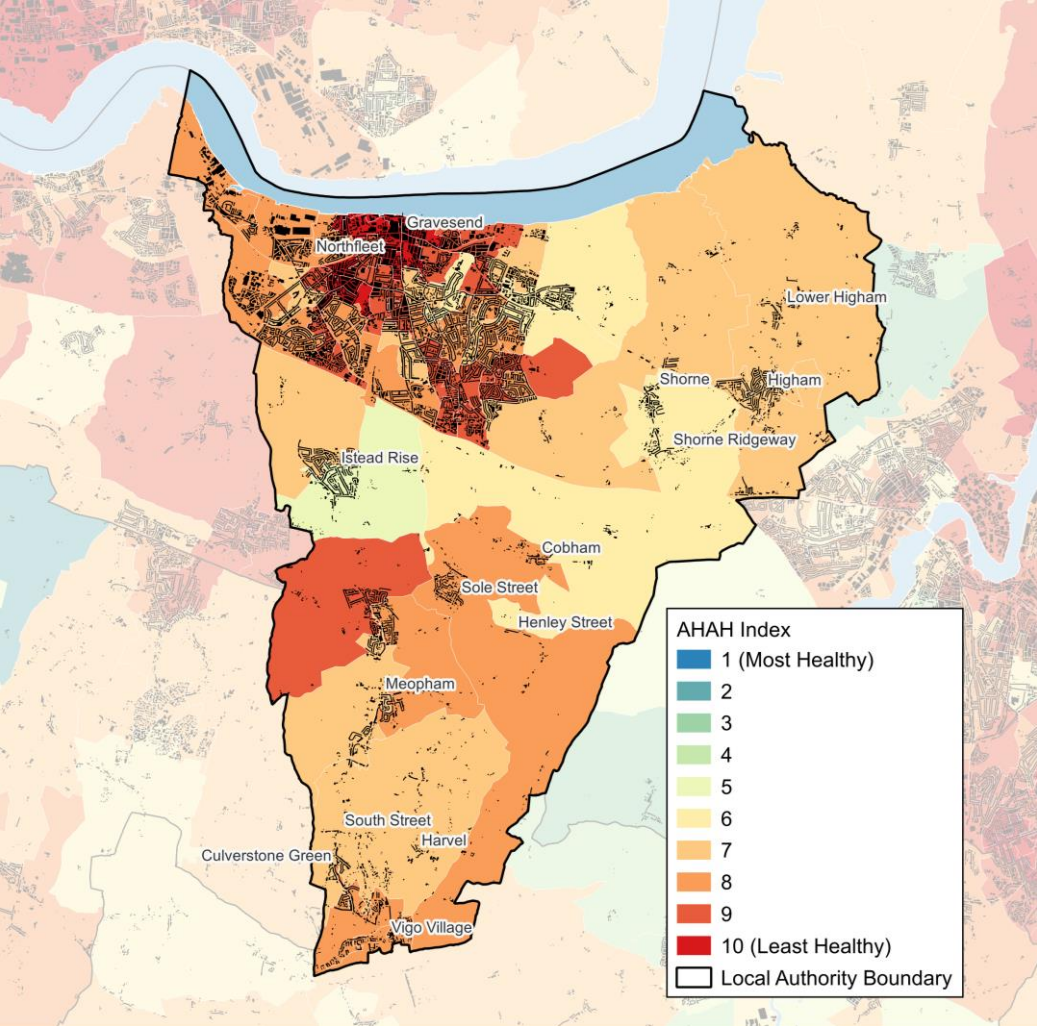 Gravesend
Northfleet
Lower Higham
Shorne
Higham
Shorne Ridgeway
Istead Rise
Cobham
Sole Street
Henley Street
Meopham
South Street
Harvel
Culverstone Green
Vigo Village
AHAH Index
1 (Most Healthy)
2
3
4
5
6
7
8
9
10 (Least Healthy)
Local Authority Boundary